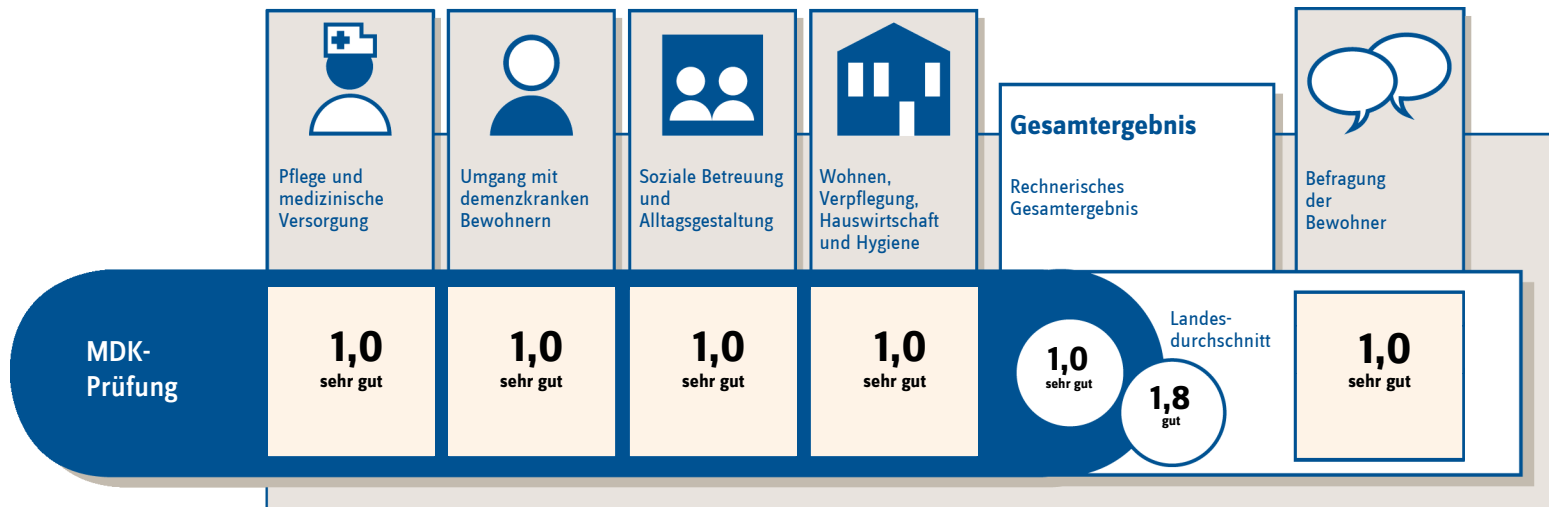 Pflege und
medizinische
Versorgung
Umgang mit
demenzkranken
Bewohnern
Soziale Betreuung
und
Alltagsgestaltung
Wohnen,
Verpflegung,
Hauswirtschaft
und Hygiene
Gesamtergebnis
Rechnerisches
Gesamtergebnis
Befragung
der
Bewohner
MDK-
Prüfung
1,0
sehr gut
1,0
sehr gut
1,0
sehr gut
1,0
sehr gut
1,0
sehr gut
Landes-
durchschnitt
1,8
gut
1,0
sehr gut